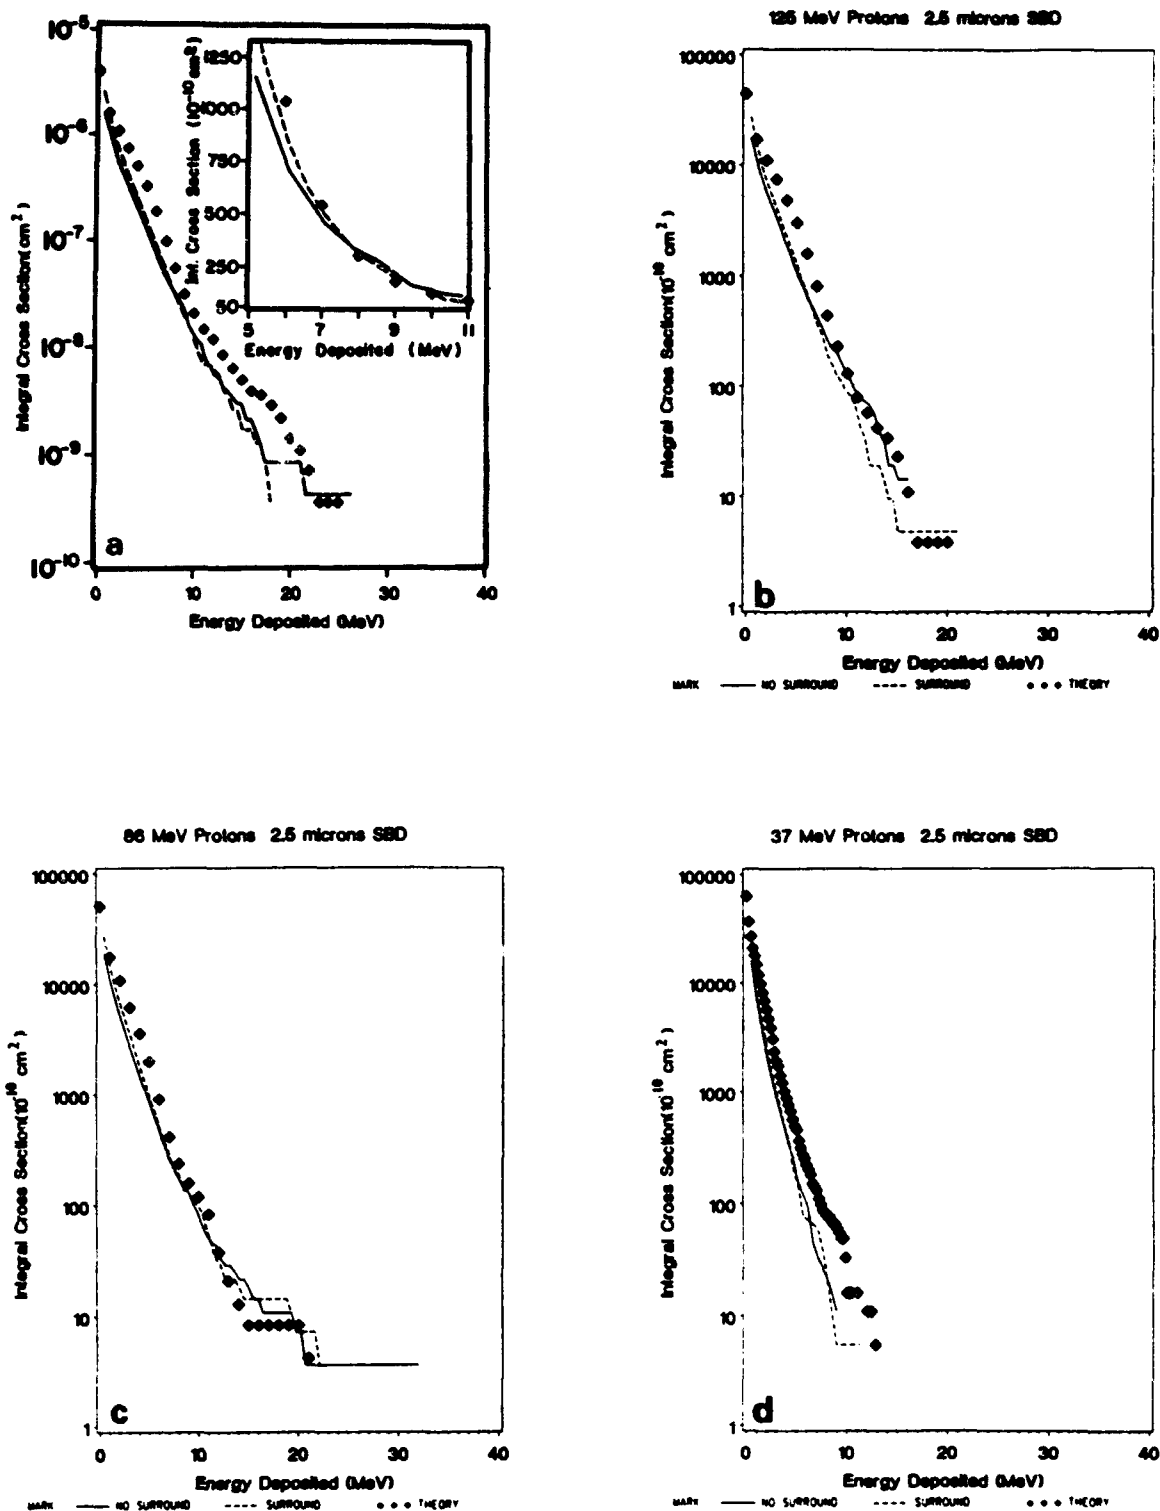 10-5
10-6
10-7
10-8
10-9
10-10
Integral Cross Section(cm2)
0 10 20 30 40
Energy Deposited (MeV)
a
1250
1000
750
500
250
50
Int. Cross Section (10-10 cm2)
5 7 9 11
Energy Deposited (MeV)
125 MeV Protons 2.5 microns SBD
100000
10000
1000
100
10
1
Integral Cross Section(10-10 cm2)
b
0 10 20 30 40
Energy Deposited (MeV)
MARK NO SURROUND SURROUND THEORY
86 MeV Protons 2.5 microns SBD
100000
10000
1000
100
10
1
Integral Cross Section(10-10 cm2)
c
0 10 20 30 40
Energy Deposited (MeV)
MARK NO SURROUND SURROUND THEORY
37 MeV Protons 2.5 microns SBD
100000
10000
1000
100
10
1
Integral Cross Section(10-10 cm2)
d
0 10 20 30 40
Energy Deposited (MeV)
MARK NO SURROUND SURROUND THEORY